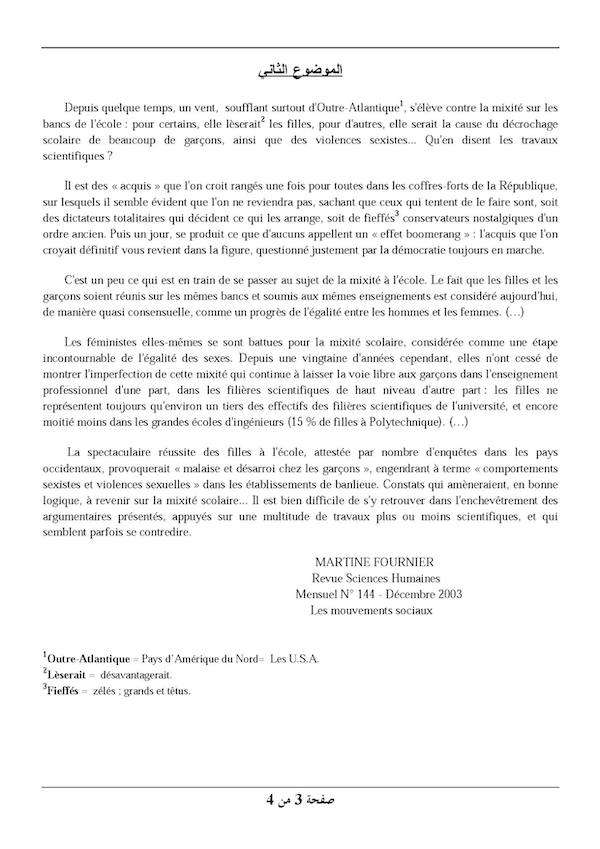 الموضوع الثاني
Depuis quelque temps, un vent, soufflant surtout d'Outre-Atlantique1, s'élève contre la mixité sur les
bancs de l'école : pour certains, elle lèserait2 les filles, pour d'autres, elle serait la cause du décrochage
scolaire de beaucoup de garçons, ainsi que des violences sexistes... Qu'en disent les travaux
scientifiques ?
Il est des « acquis » que l'on croit rangés une fois pour toutes dans les coffres-forts de la République,
sur lesquels il semble évident que l'on ne reviendra pas, sachant que ceux qui tentent de le faire sont, soit
des dictateurs totalitaires qui décident ce qui les arrange, soit de fieffés3 conservateurs nostalgiques d'un
ordre ancien. Puis un jour, se produit ce que d'aucuns appellent un « effet boomerang » : l'acquis que l'on
croyait définitif vous revient dans la figure, questionné justement par la démocratie toujours en marche.
C'est un peu ce qui est en train de se passer au sujet de la mixité à l'école. Le fait que les filles et les
garçons soient réunis sur les mêmes bancs et soumis aux mêmes enseignements est considéré aujourd'hui,
de manière quasi consensuelle, comme un progrès de l'égalité entre les hommes et les femmes. (...)
Les féministes elles-mêmes se sont battues pour la mixité scolaire, considérée comme une étape
incontournable de l'égalité des sexes. Depuis une vingtaine d'années cependant, elles n'ont cessé de
montrer l'imperfection de cette mixité qui continue à laisser la voie libre aux garçons dans l'enseignement
professionnel d'une part, dans les filières scientifiques de haut niveau d'autre part : les filles ne
représentent toujours qu'environ un tiers des effectifs des filières scientifiques de l'université, et encore
moitié moins dans les grandes écoles d'ingénieurs (15 % de filles à Polytechnique). (...)
La spectaculaire réussite des filles à l'école, attestée par nombre d'enquêtes dans les pays
occidentaux, provoquerait « malaise et désarroi chez les garçons », engendrant à terme « comportements
sexistes et violences sexuelles » dans les établissements de banlieue. Constats qui amèneraient, en bonne
logique, à revenir sur la mixité scolaire... Il est bien difficile de s'y retrouver dans l'enchevêtrement des
argumentaires présentés, appuyés sur une multitude de travaux plus ou moins scientifiques, et qui
semblent parfois se contredire.
MARTINE FOURNIER
Revue Sciences Humaines
Mensuel N° 144 - Décembre 2003
Les mouvements sociaux
1Outre-Atlantique = Pays d'Amérique du Nord= Les U.S.A.
2Lèserait = désavantagerait.
3Fieffés = zélés ; grands et têtus.
صفحة 3 من 4